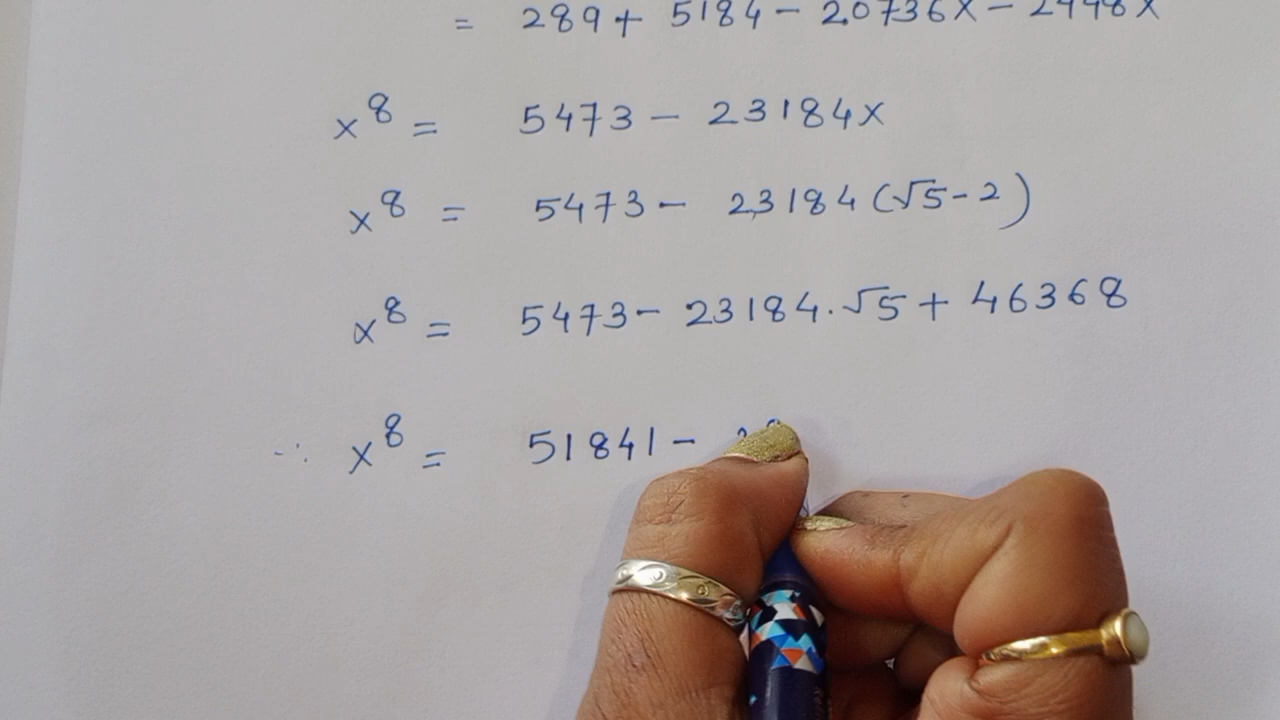 = 289 + 5184 - 20736x - 2448x
x⁸ = 5473 - 23184x
x⁸ = 5473 - 23184 (√5 - 2)
x⁸ = 5473 - 23184.√5 + 46368
∴ x⁸ = 51841 -